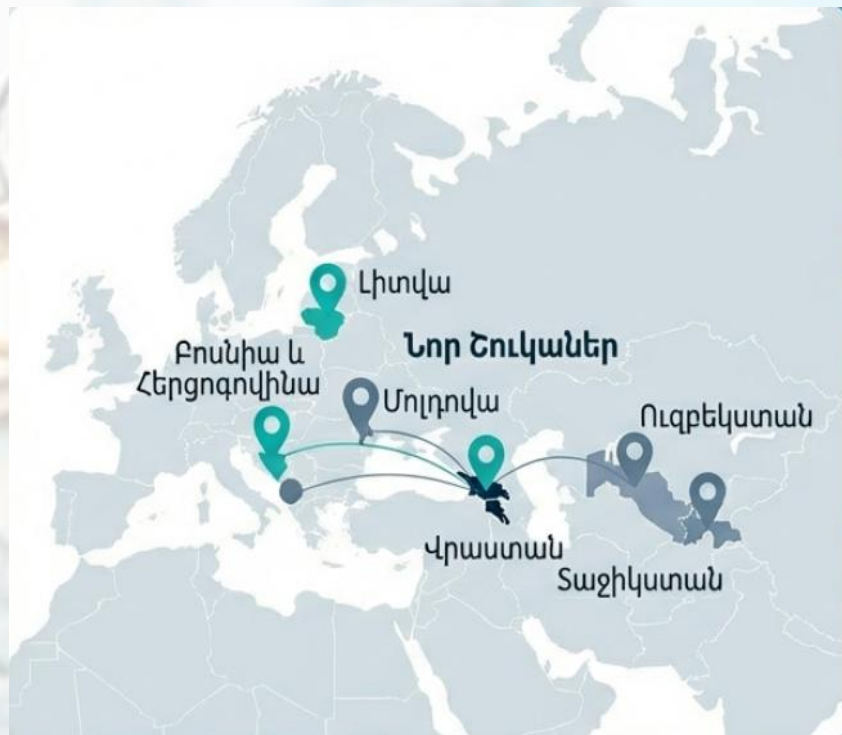 Լիտվա
Նոր Շուկաներ
Բոսնիա և
Հերցոգովինա
Մոլդովա
Ուզբեկստան
Վրաստան
Տաջիկստան